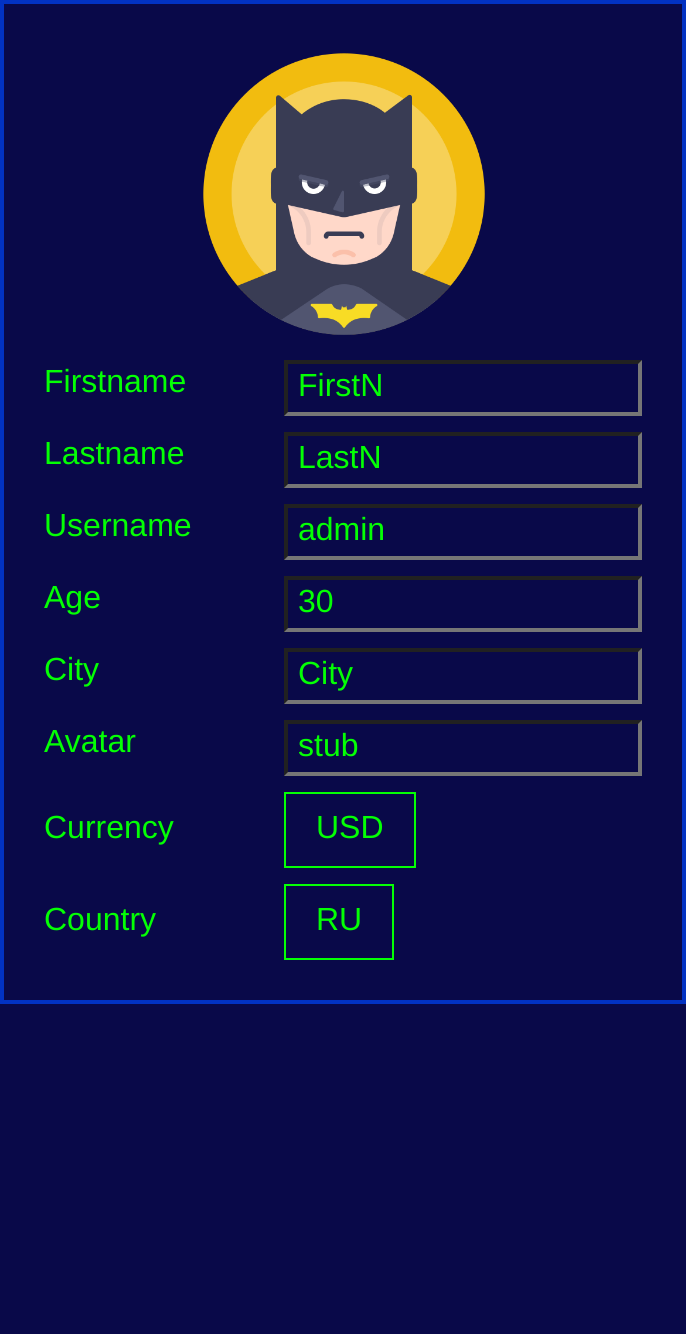 Firstname FirstN
Lastname LastN
Username admin
Age 30
City City
Avatar stub
Currency USD
Country RU